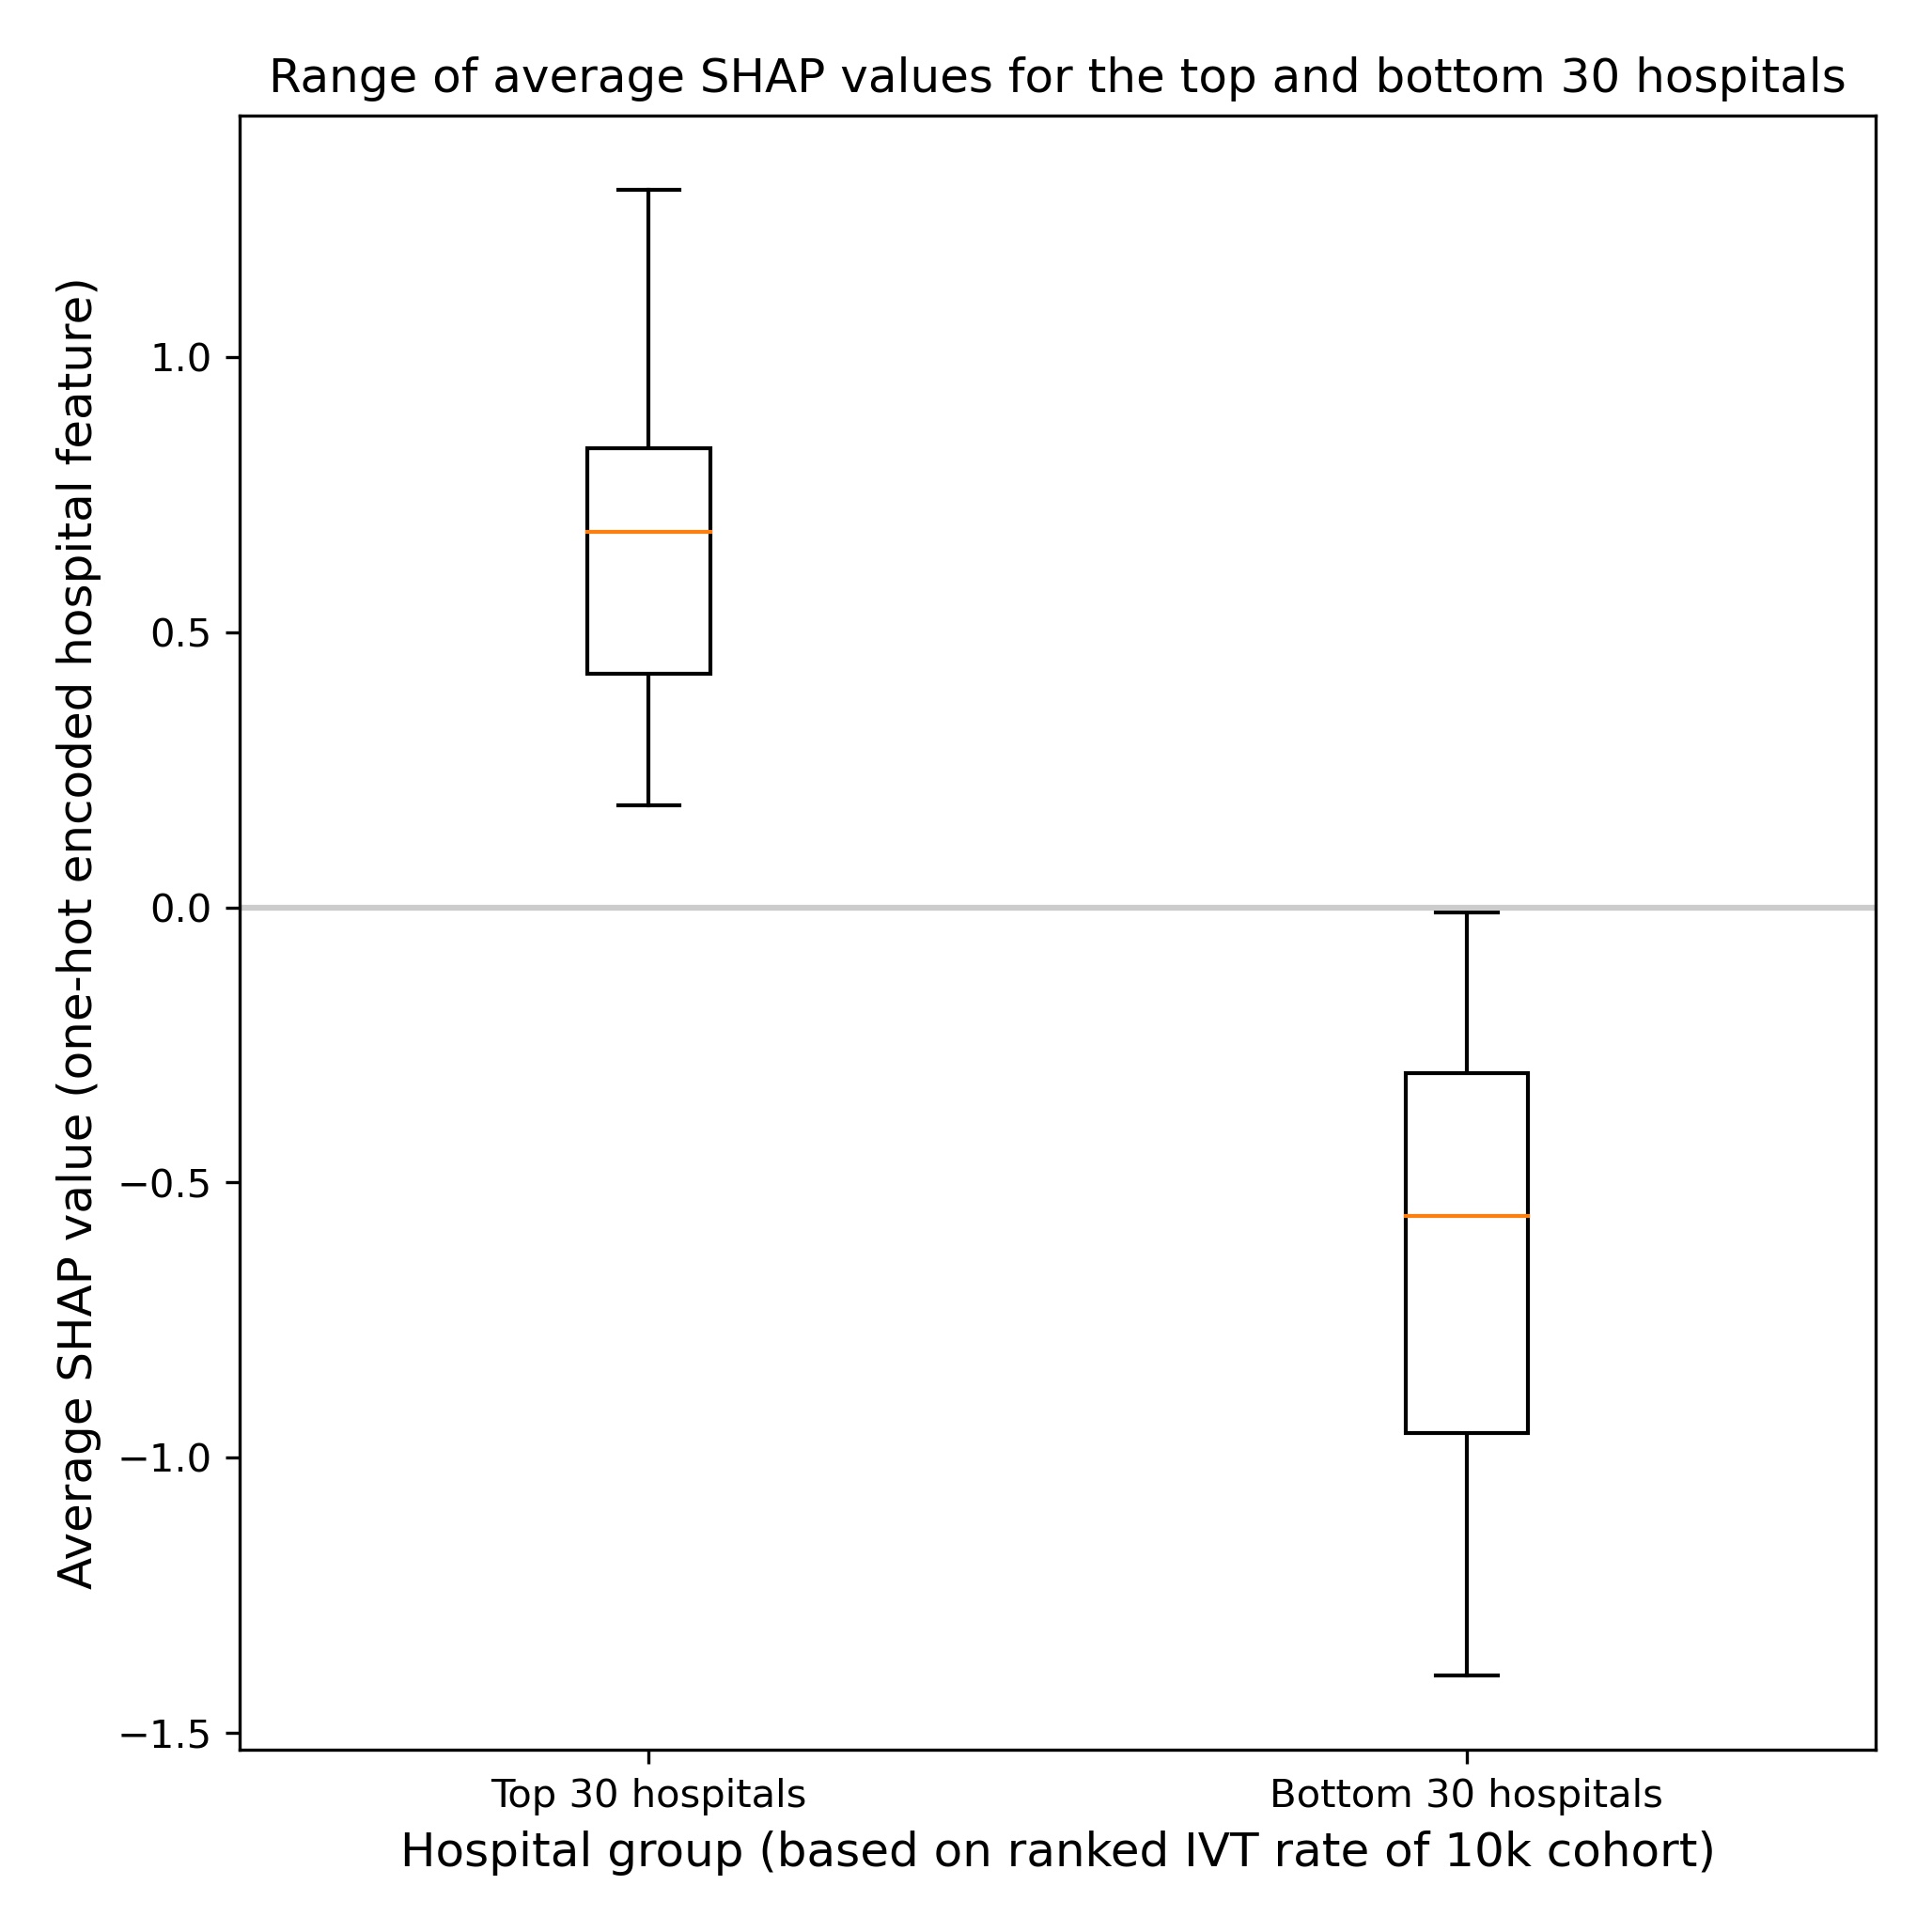 Range of average SHAP values for the top and bottom 30 hospitals
Average SHAP value (one-hot encoded hospital feature)
1.0
0.5
0.0
−0.5
−1.0
−1.5
Top 30 hospitals
Bottom 30 hospitals
Hospital group (based on ranked IVT rate of 10k cohort)